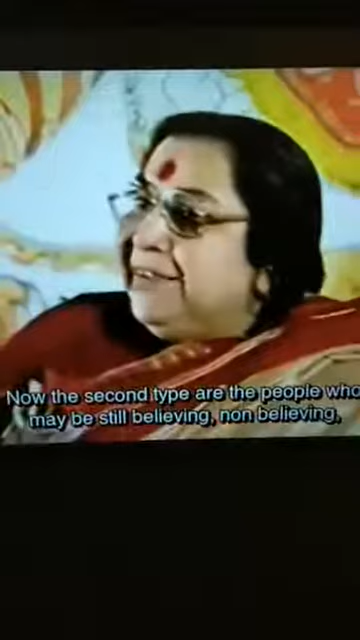 Now the second type are the people who
may be still believing, non believing,